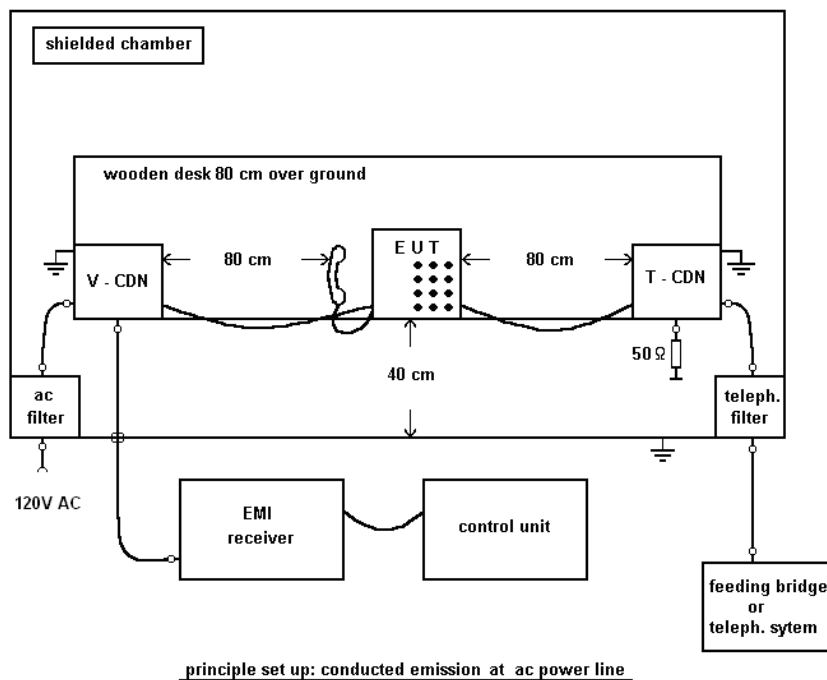 shielded chamber
wooden desk 80 cm over ground
80 cm
E U T
80 cm
V - CDN
T - CDN
50 Ω
40 cm
ac
filter
teleph.
filter
120V AC
EMI
receiver
control unit
feeding bridge
or
teleph. sytem
principle set up: conducted emission at ac power line